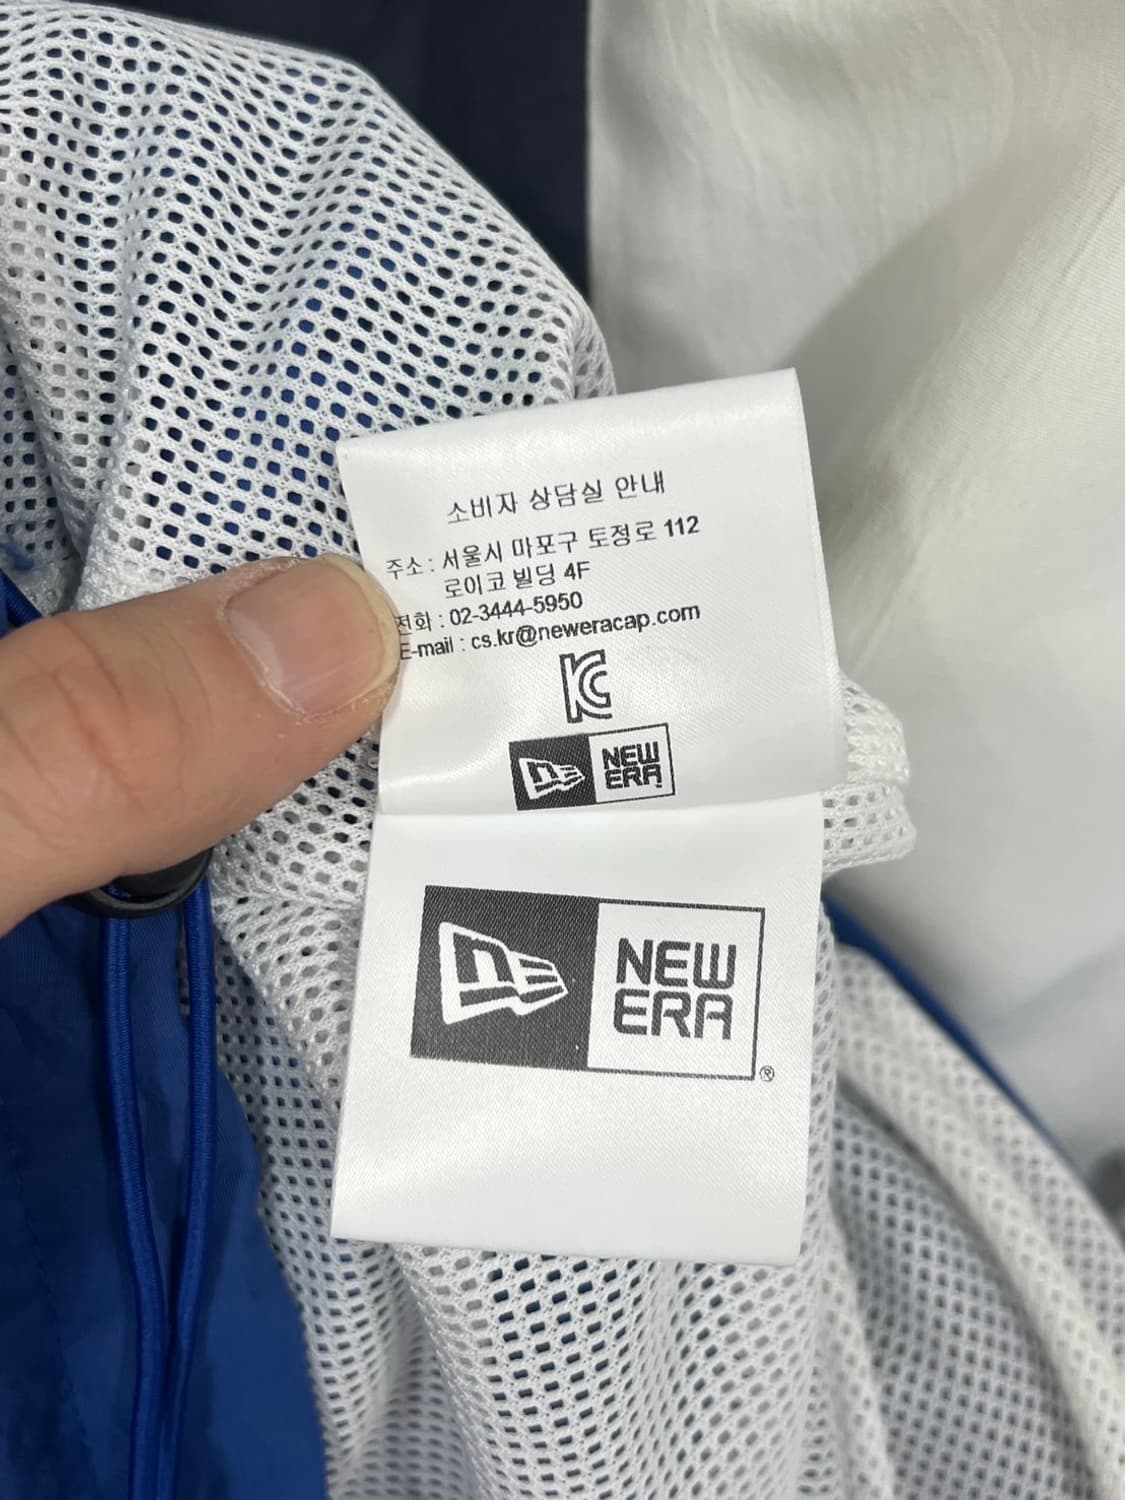 소비자 상담실 안내
주소 : 서울시 마포구 토정로 112
로이코 빌딩 4F
전화 : 02-3444-5950
E-mail : cs.kr@neweracap.com
KC
NEW
ERA
NEW
ERA
®